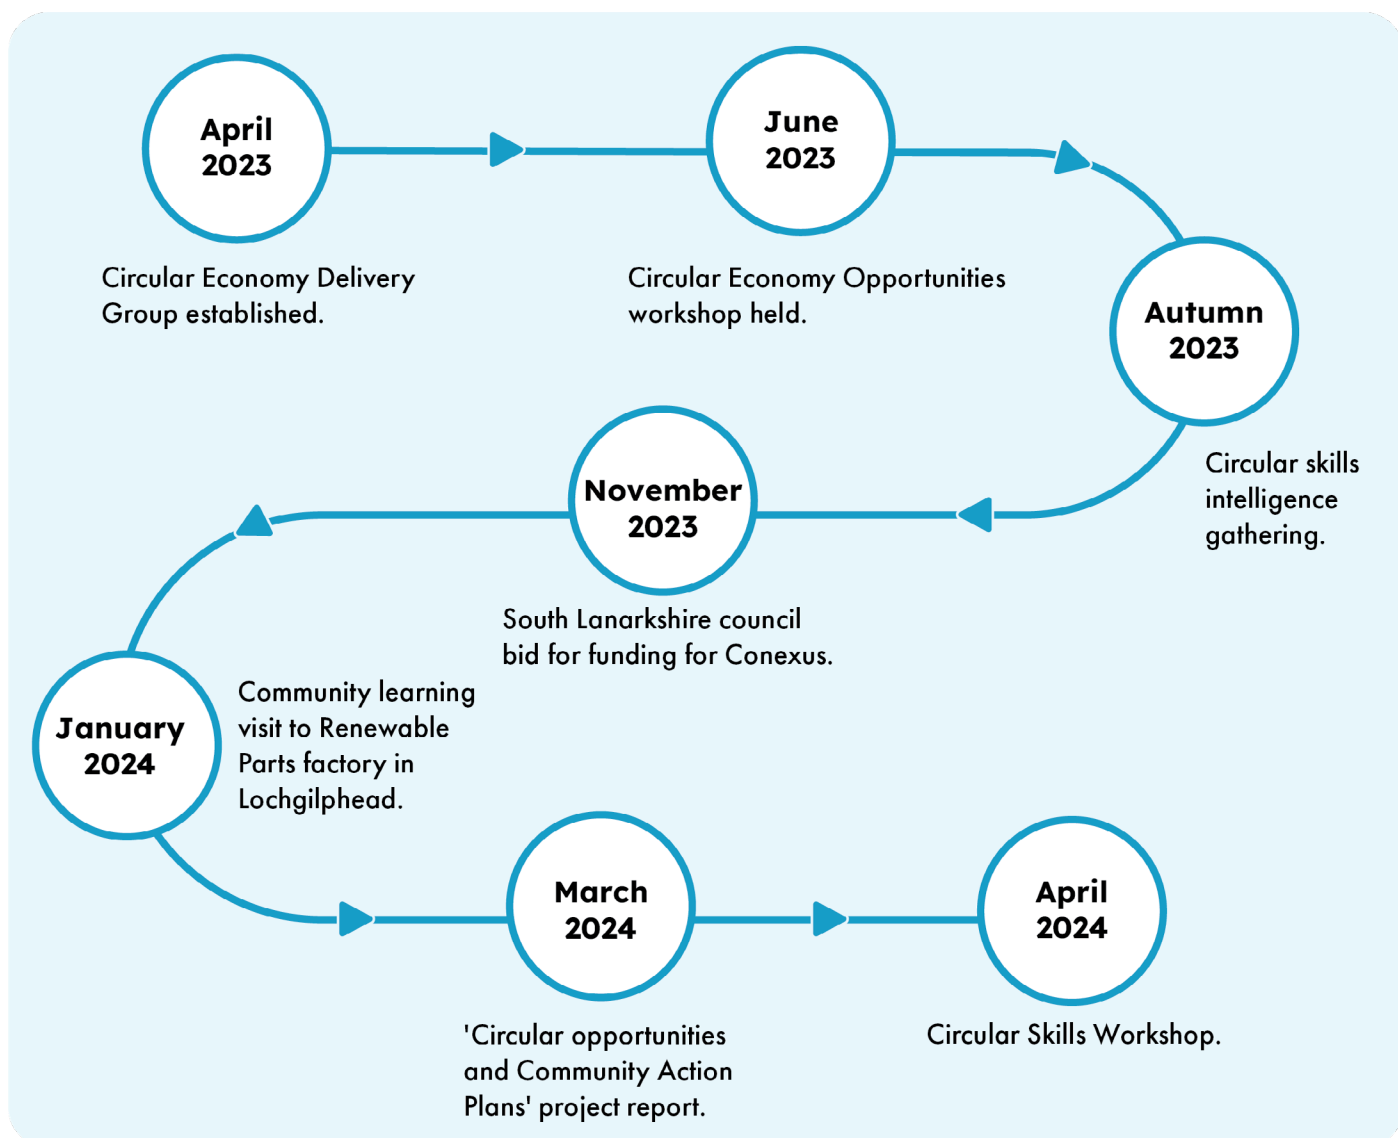 April
2023
Circular Economy Delivery
Group established.
June
2023
Circular Economy Opportunities
workshop held.
Autumn
2023
Circular skills
intelligence
gathering.
November
2023
South Lanarkshire council
bid for funding for Conexus.
January
2024
Community learning
visit to Renewable
Parts factory in
Lochgilphead.
March
2024
'Circular opportunities
and Community Action
Plans' project report.
April
2024
Circular Skills Workshop.